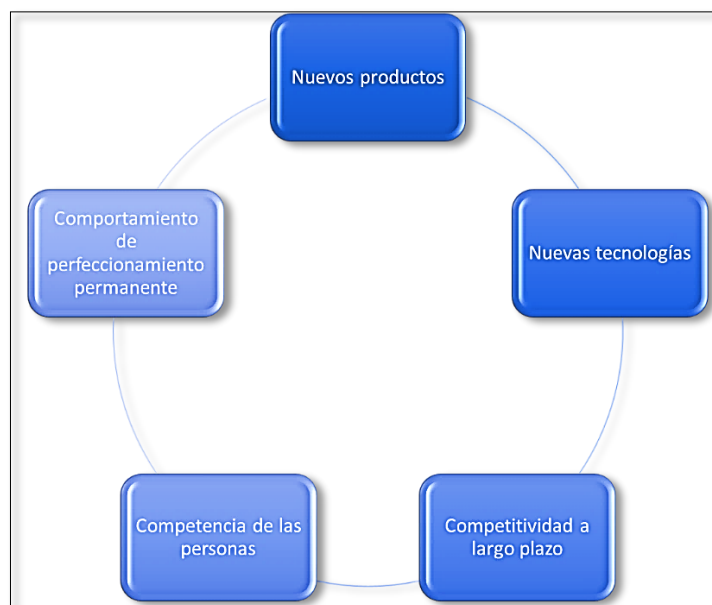 Nuevos productos
Nuevas tecnologías
Competitividad a
largo plazo
Competencia de las
personas
Comportamiento
de
perfeccionamiento
permanente